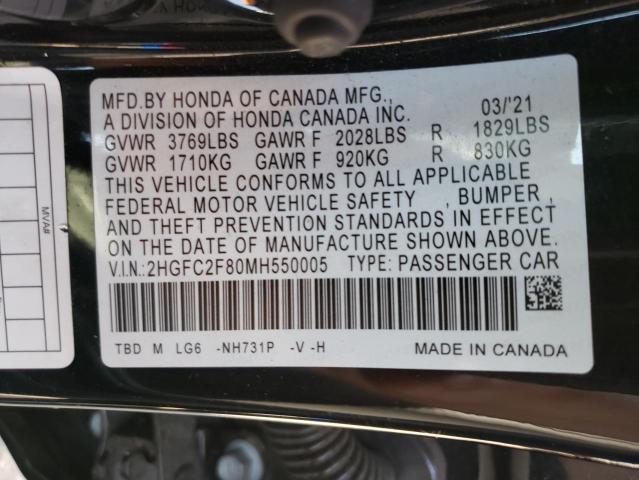 MFD.BY HONDA OF CANADA MFG.,
A DIVISION OF HONDA CANADA INC. 03/'21
GVWR 3769LBS GAWR F 2028LBS R 1829LBS
GVWR 1710KG GAWR F 920KG R 830KG
THIS VEHICLE CONFORMS TO ALL APPLICABLE
FEDERAL MOTOR VEHICLE SAFETY , BUMPER ,
AND THEFT PREVENTION STANDARDS IN EFFECT
ON THE DATE OF MANUFACTURE SHOWN ABOVE.
V.I.N.:2HGFC2F80MH550005 TYPE: PASSENGER CAR
TBD M LG6 -NH731P -V -H MADE IN CANADA
MVA#